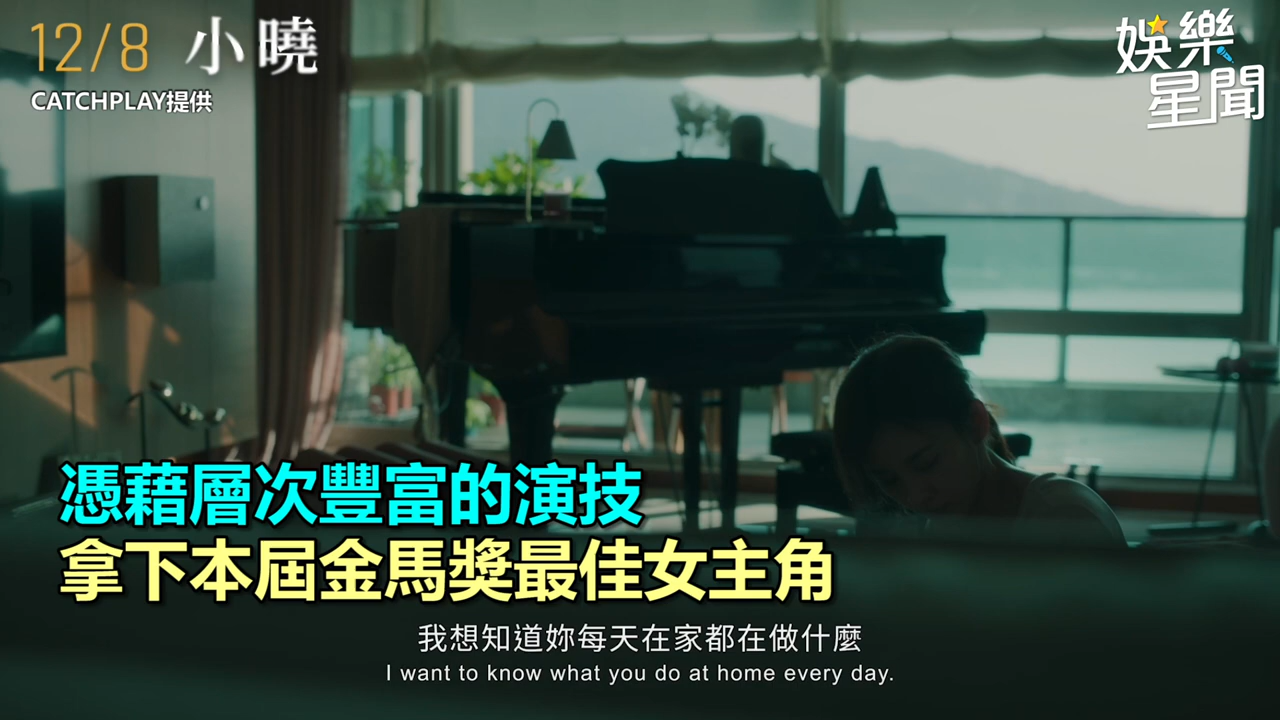 12/8 小曉
CATCHPLAY提供
娛樂
星聞
憑藉層次豐富的演技
拿下本屆金馬獎最佳女主角
我想知道妳每天在家都在做什麼
I want to know what you do at home every day.